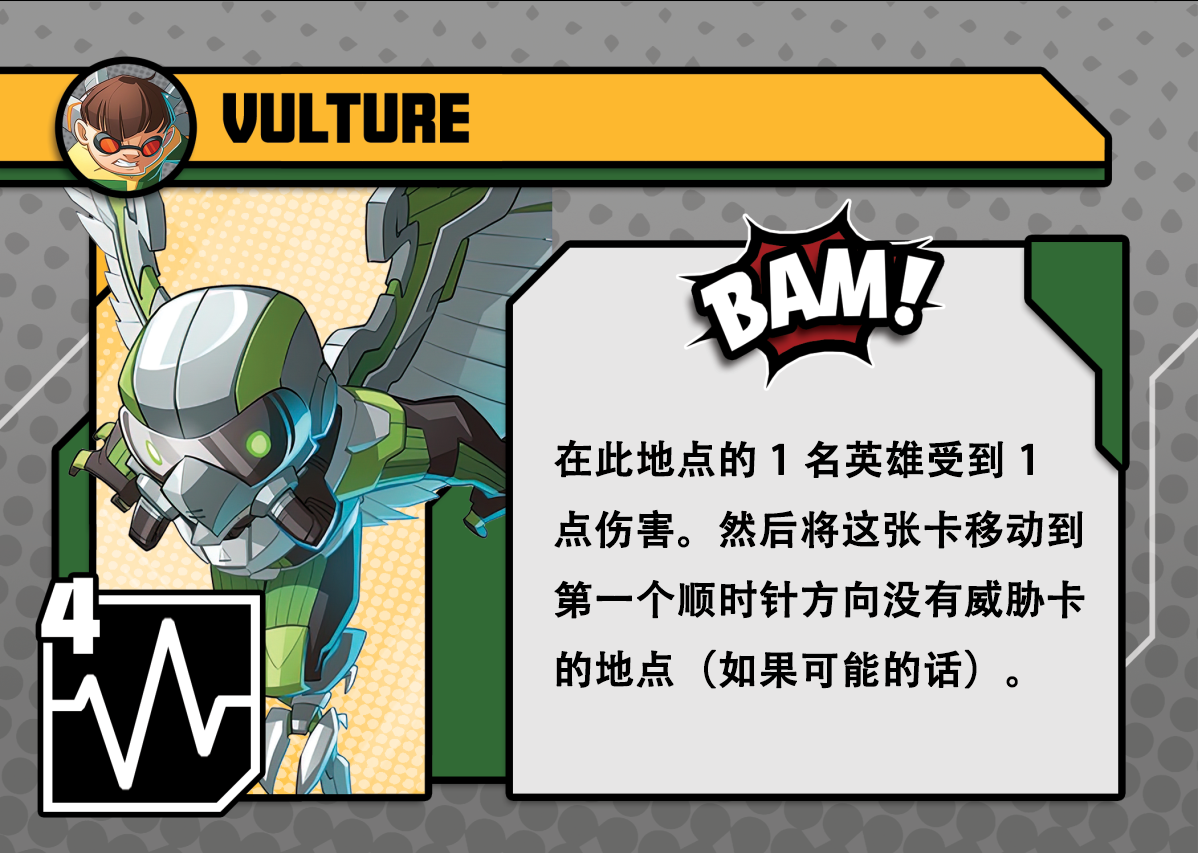 VULTURE
BAM!
在此地点的 1 名英雄受到 1
点伤害。然后将这张卡移动到
第一个顺时针方向没有威胁卡
的地点（如果可能的话）。
4